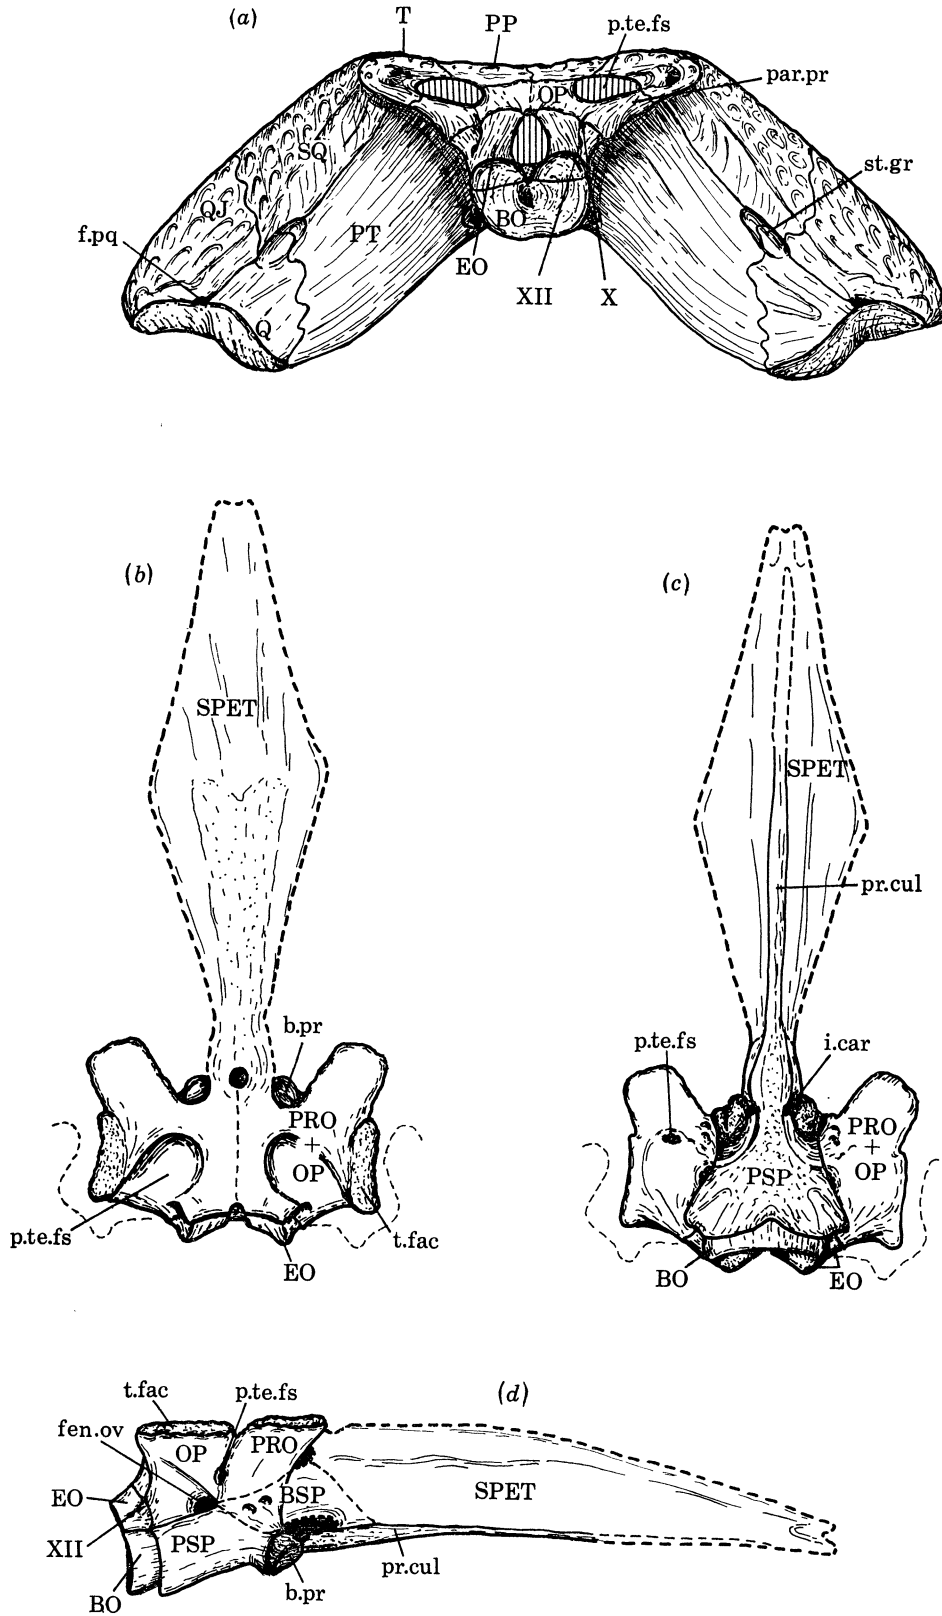 (a)
T
PP
p.te.fs
OP
par.pr
SQ
st.gr
QJ
f.pq
PT
BO
EO
XII
X
Q
(b)
(c)
SPET
SPET
pr.cul
b.pr
p.te.fs
i.car
PRO
+
OP
PRO
+
OP
PSP
p.te.fs
t.fac
EO
BO
EO
(d)
t.fac
p.te.fs
fen.ov
OP
PRO
EO
BSP
SPET
XII
PSP
pr.cul
b.pr
BO